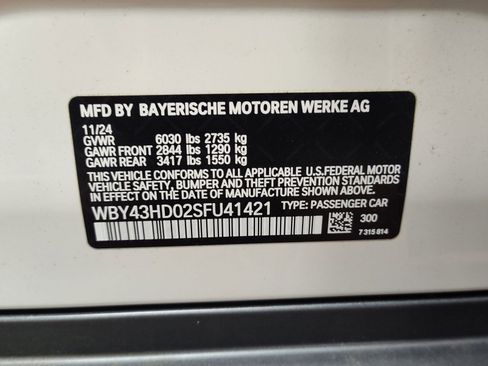 MFD BY BAYERISCHE MOTOREN WERKE AG
11/24
GVWR 6030 lbs 2735 kg
GAWR FRONT 2844 lbs 1290 kg
GAWR REAR 3417 lbs 1550 kg
THIS VEHICLE CONFORMS TO ALL APPLICABLE U.S.FEDERAL MOTOR
VEHICLE SAFETY, BUMPER, AND THEFT PREVENTION STANDARDS
IN EFFECT ON THE DATE OF MANUFACTURE SHOWN ABOVE.
WBY43HD02SFU41421 TYPE: PASSENGER CAR
300
7 315 814